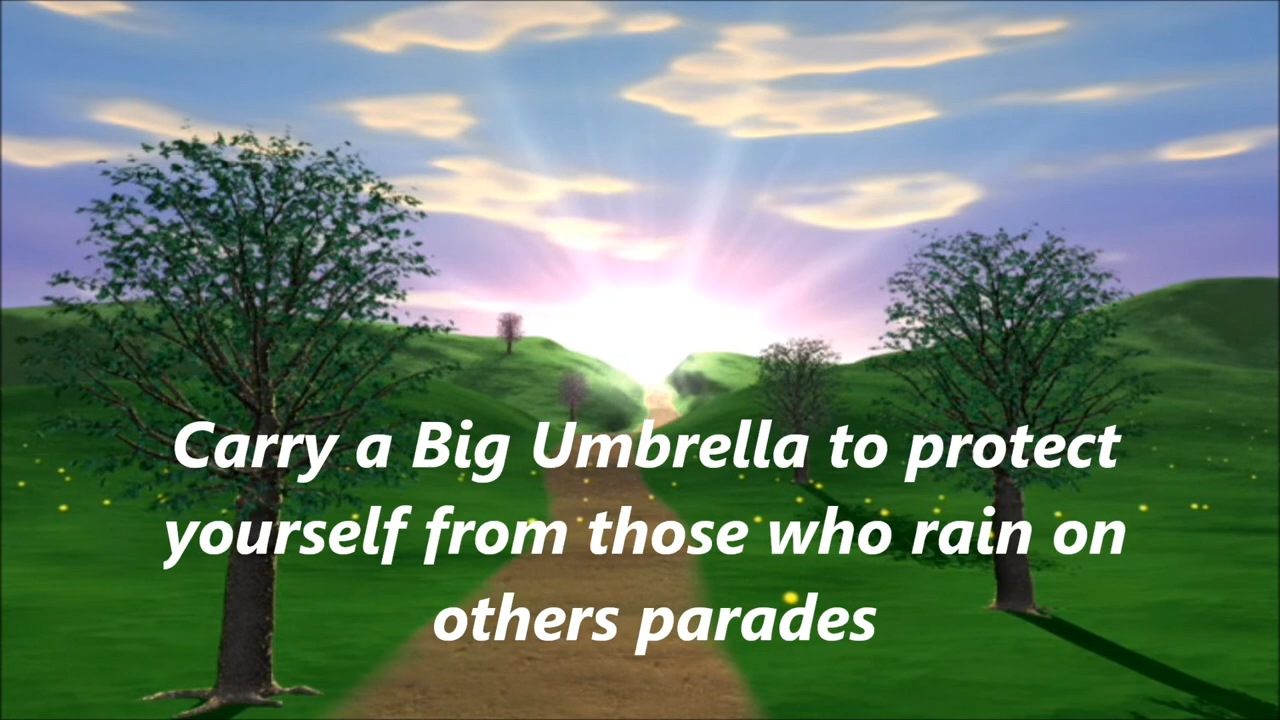 Carry a Big Umbrella to protect
yourself from those who rain on
others parades